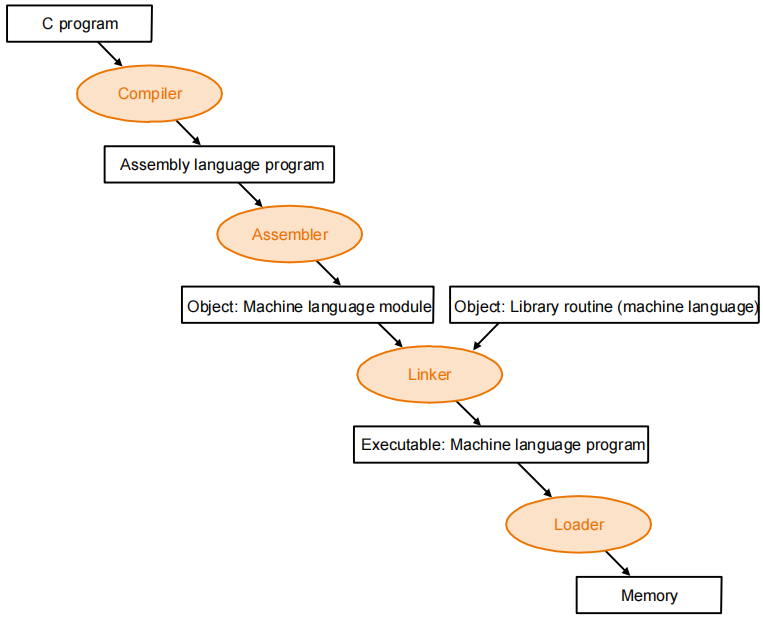 C program
Compiler
Assembly language program
Assembler
Object: Machine language module
Object: Library routine (machine language)
Linker
Executable: Machine language program
Loader
Memory